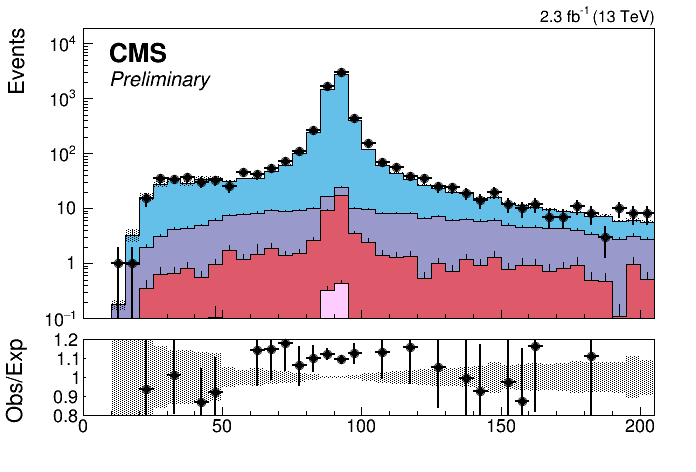 2.3 fb⁻¹ (13 TeV)
Events
CMS
Preliminary
10⁴
10³
10²
10
1
10⁻¹
Obs/Exp
1.2
1.1
1
0.9
0.8
0 50 100 150 200